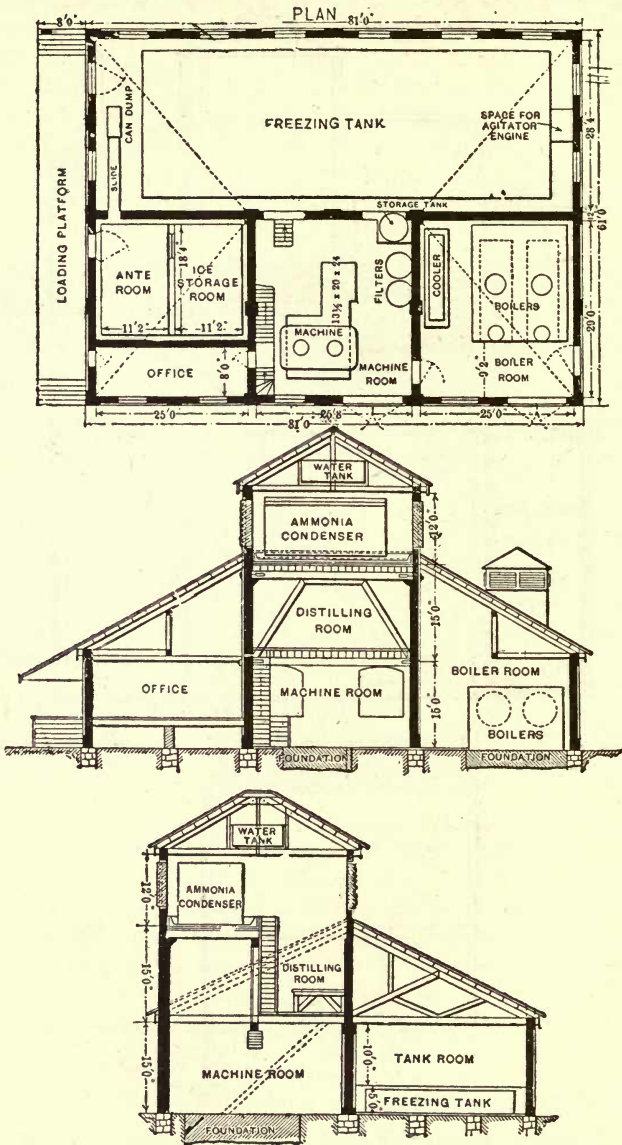 PLAN
8'0"
81'0"
CAN DUMP
SLIDE
FREEZING TANK
SPACE FOR
AGITATOR
ENGINE
28'4
12"
61'0
LOADING PLATFORM
STORAGE TANK
ANTE
ROOM
18'4"
ICE
STORAGE
ROOM
11'2"
11'2"
FILTERS
13½ x 20 x 24
MACHINE
MACHINE
ROOM
COOLER
BOILERS
BOILER
ROOM
9'2"
29'0
OFFICE
8'0"
25'0
25'8
25'0
81'0
WATER
TANK
AMMONIA
CONDENSER
12'0"
DISTILLING
ROOM
15'0"
OFFICE
MACHINE ROOM
BOILER ROOM
15'0"
BOILERS
FOUNDATION
FOUNDATION
WATER
TANK
12'0"
AMMONIA
CONDENSER
15'0"
DISTILLING
ROOM
15'0"
MACHINE ROOM
10'0"
TANK ROOM
5'0"
FREEZING TANK
FOUNDATION